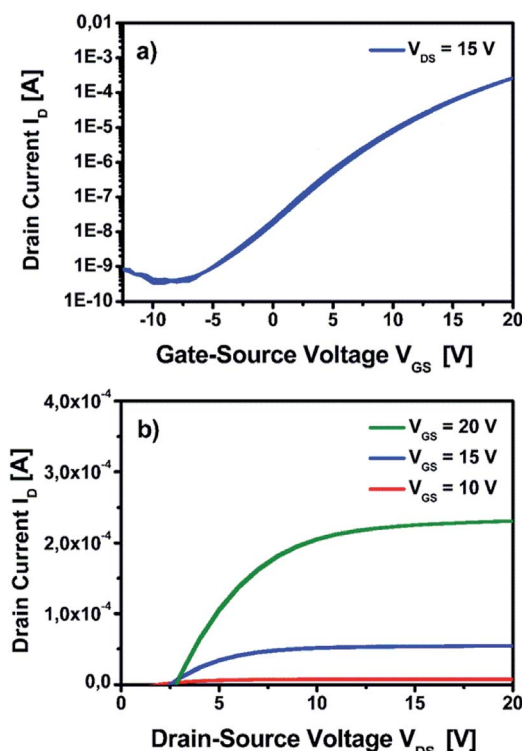 0,01
a)
V_DS = 15 V
1E-3
1E-4
1E-5
1E-6
1E-7
1E-8
1E-9
1E-10
Drain Current I_D [A]
-10 -5 0 5 10 15 20
Gate-Source Voltage V_GS [V]
4,0x10^-4
b)
V_GS = 20 V
V_GS = 15 V
V_GS = 10 V
3,0x10^-4
2,0x10^-4
1,0x10^-4
0,0
Drain Current I_D [A]
0 5 10 15 20
Drain-Source Voltage V_DS [V]